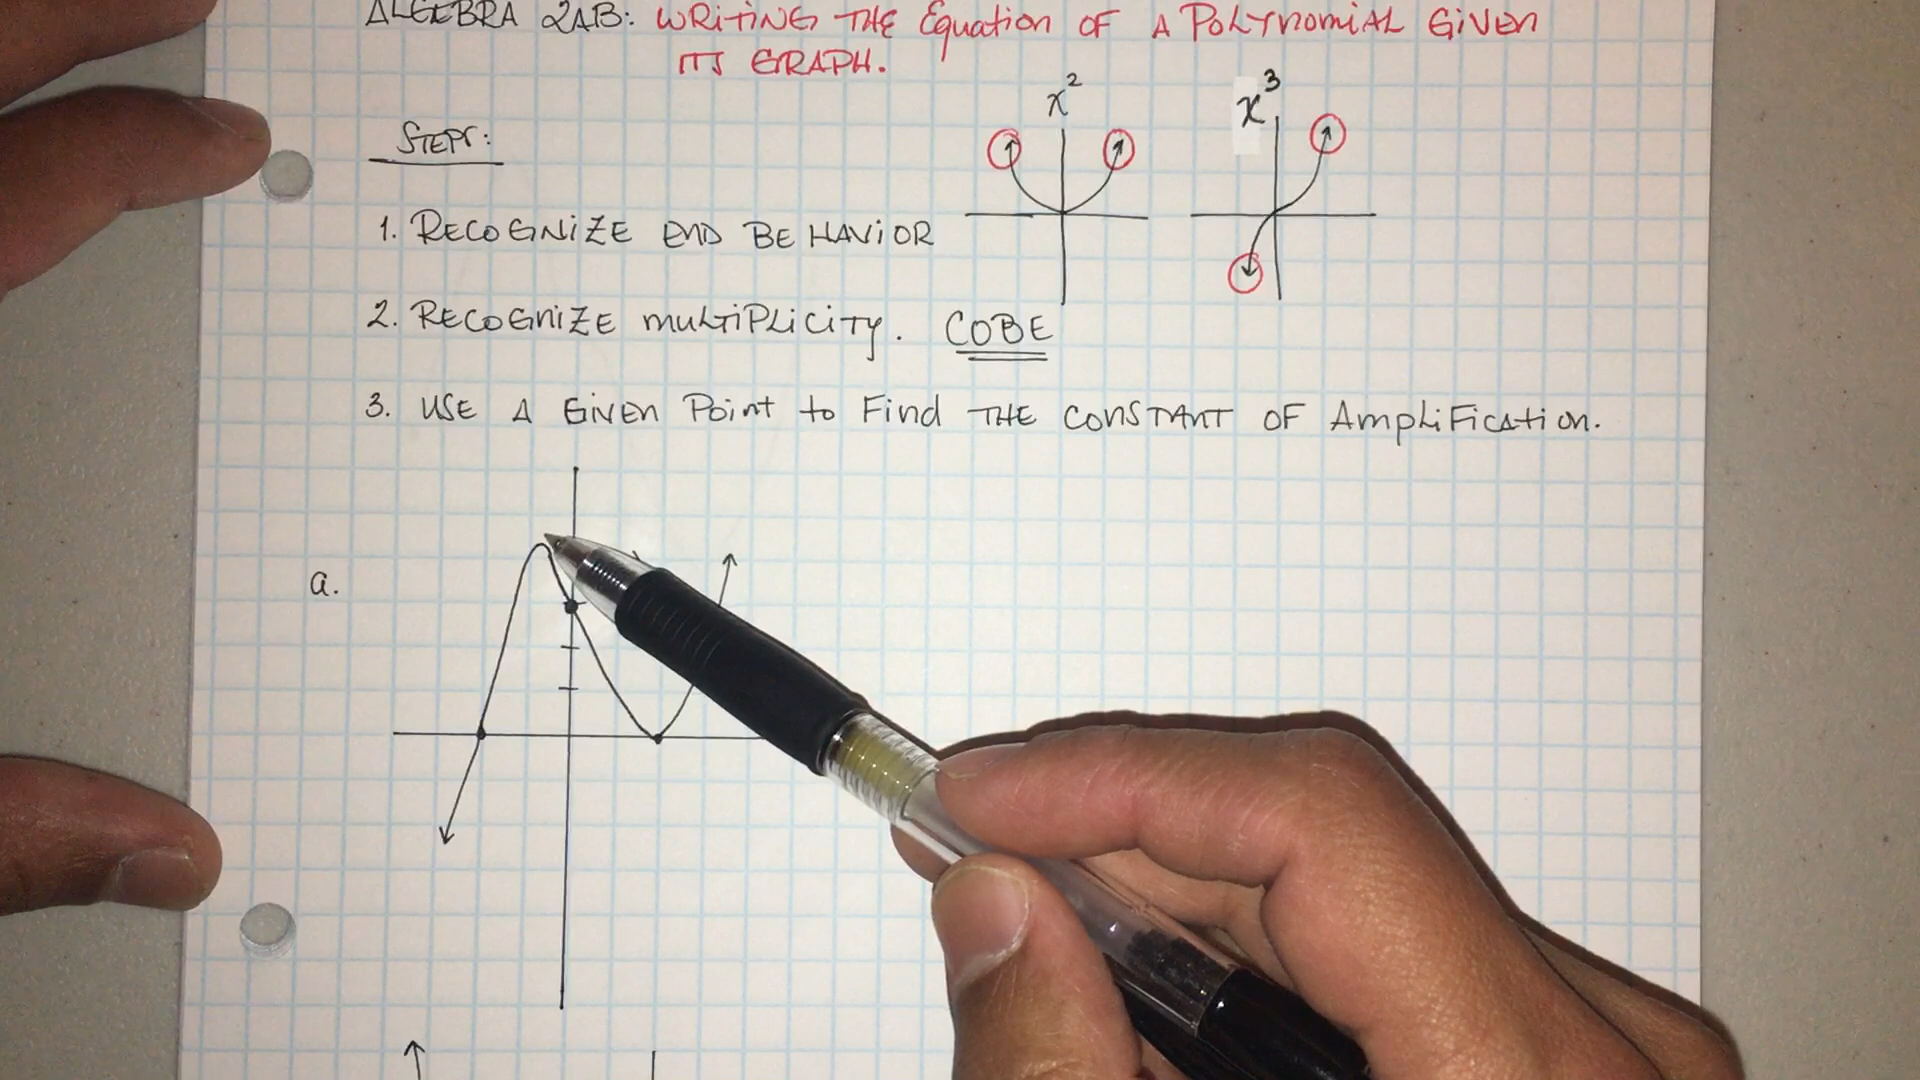 ALGEBRA 2AB: WRITING THE Equation OF A POLYNOMIAL GIVEN
ITS GRAPH.
x² x³
STEPS:
1. RECOGNIZE END BEHAVIOR
2. RECOGNIZE MULTIPLICITY. COBE
3. USE A GIVEN POINT to Find THE CONSTANT OF AMPLIFICATION.
a.